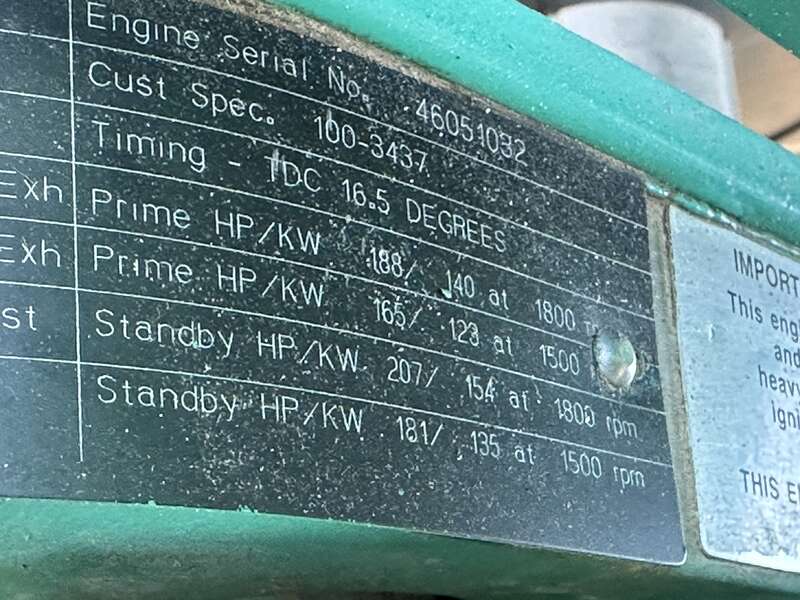 Engine Serial No. 46051032
Cust Spec. 100-3437
Timing - TDC 16.5 DEGREES
Exh Prime HP/KW 188/ 140 at 1800
Exh Prime HP/KW 165/ 123 at 1500
st Standby HP/KW 207/ 154 at 1800 rpm
Standby HP/KW 181/ 135 at 1500 rpm
IMPORT
This eng
and
heavy
igni
THIS E